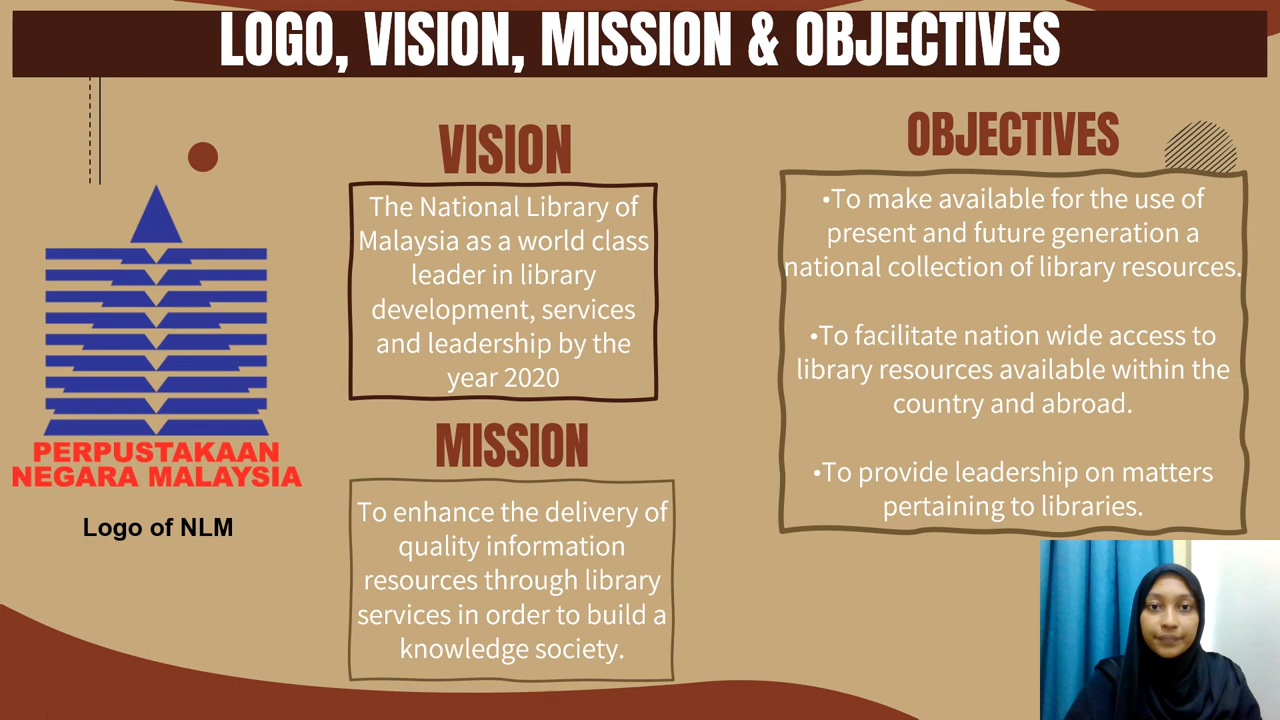 LOGO, VISION, MISSION & OBJECTIVES
PERPUSTAKAAN
NEGARA MALAYSIA
Logo of NLM
VISION
The National Library of
Malaysia as a world class
leader in library
development, services
and leadership by the
year 2020
MISSION
To enhance the delivery of
quality information
resources through library
services in order to build a
knowledge society.
OBJECTIVES
•To make available for the use of
present and future generation a
national collection of library resources.
•To facilitate nation wide access to
library resources available within the
country and abroad.
•To provide leadership on matters
pertaining to libraries.